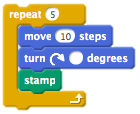 repeat 5
move 10 steps
turn degrees
stamp